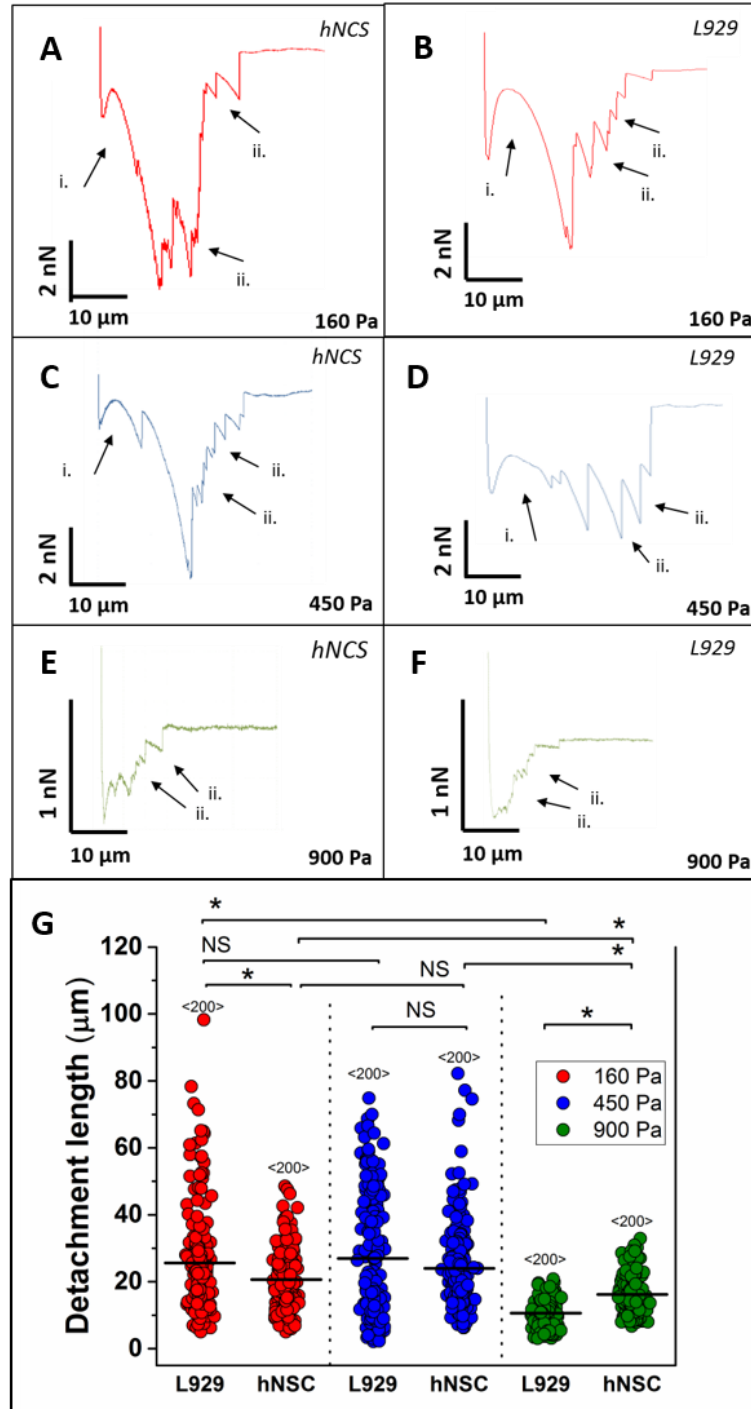 A
hNCS
i.
ii.
ii.
2 nN
10 µm
160 Pa
B
L929
i.
ii.
ii.
2 nN
10 µm
160 Pa
C
hNCS
i.
ii.
ii.
2 nN
10 µm
450 Pa
D
L929
i.
ii.
ii.
2 nN
10 µm
450 Pa
E
hNCS
ii.
ii.
1 nN
10 µm
900 Pa
F
L929
ii.
ii.
1 nN
10 µm
900 Pa
G
*
*
NS
*
*
NS
NS
*
<200>
<200>
<200>
<200>
<200>
<200>
160 Pa
450 Pa
900 Pa
Detachment length (µm)
120
100
80
60
40
20
0
L929 hNSC L929 hNSC L929 hNSC